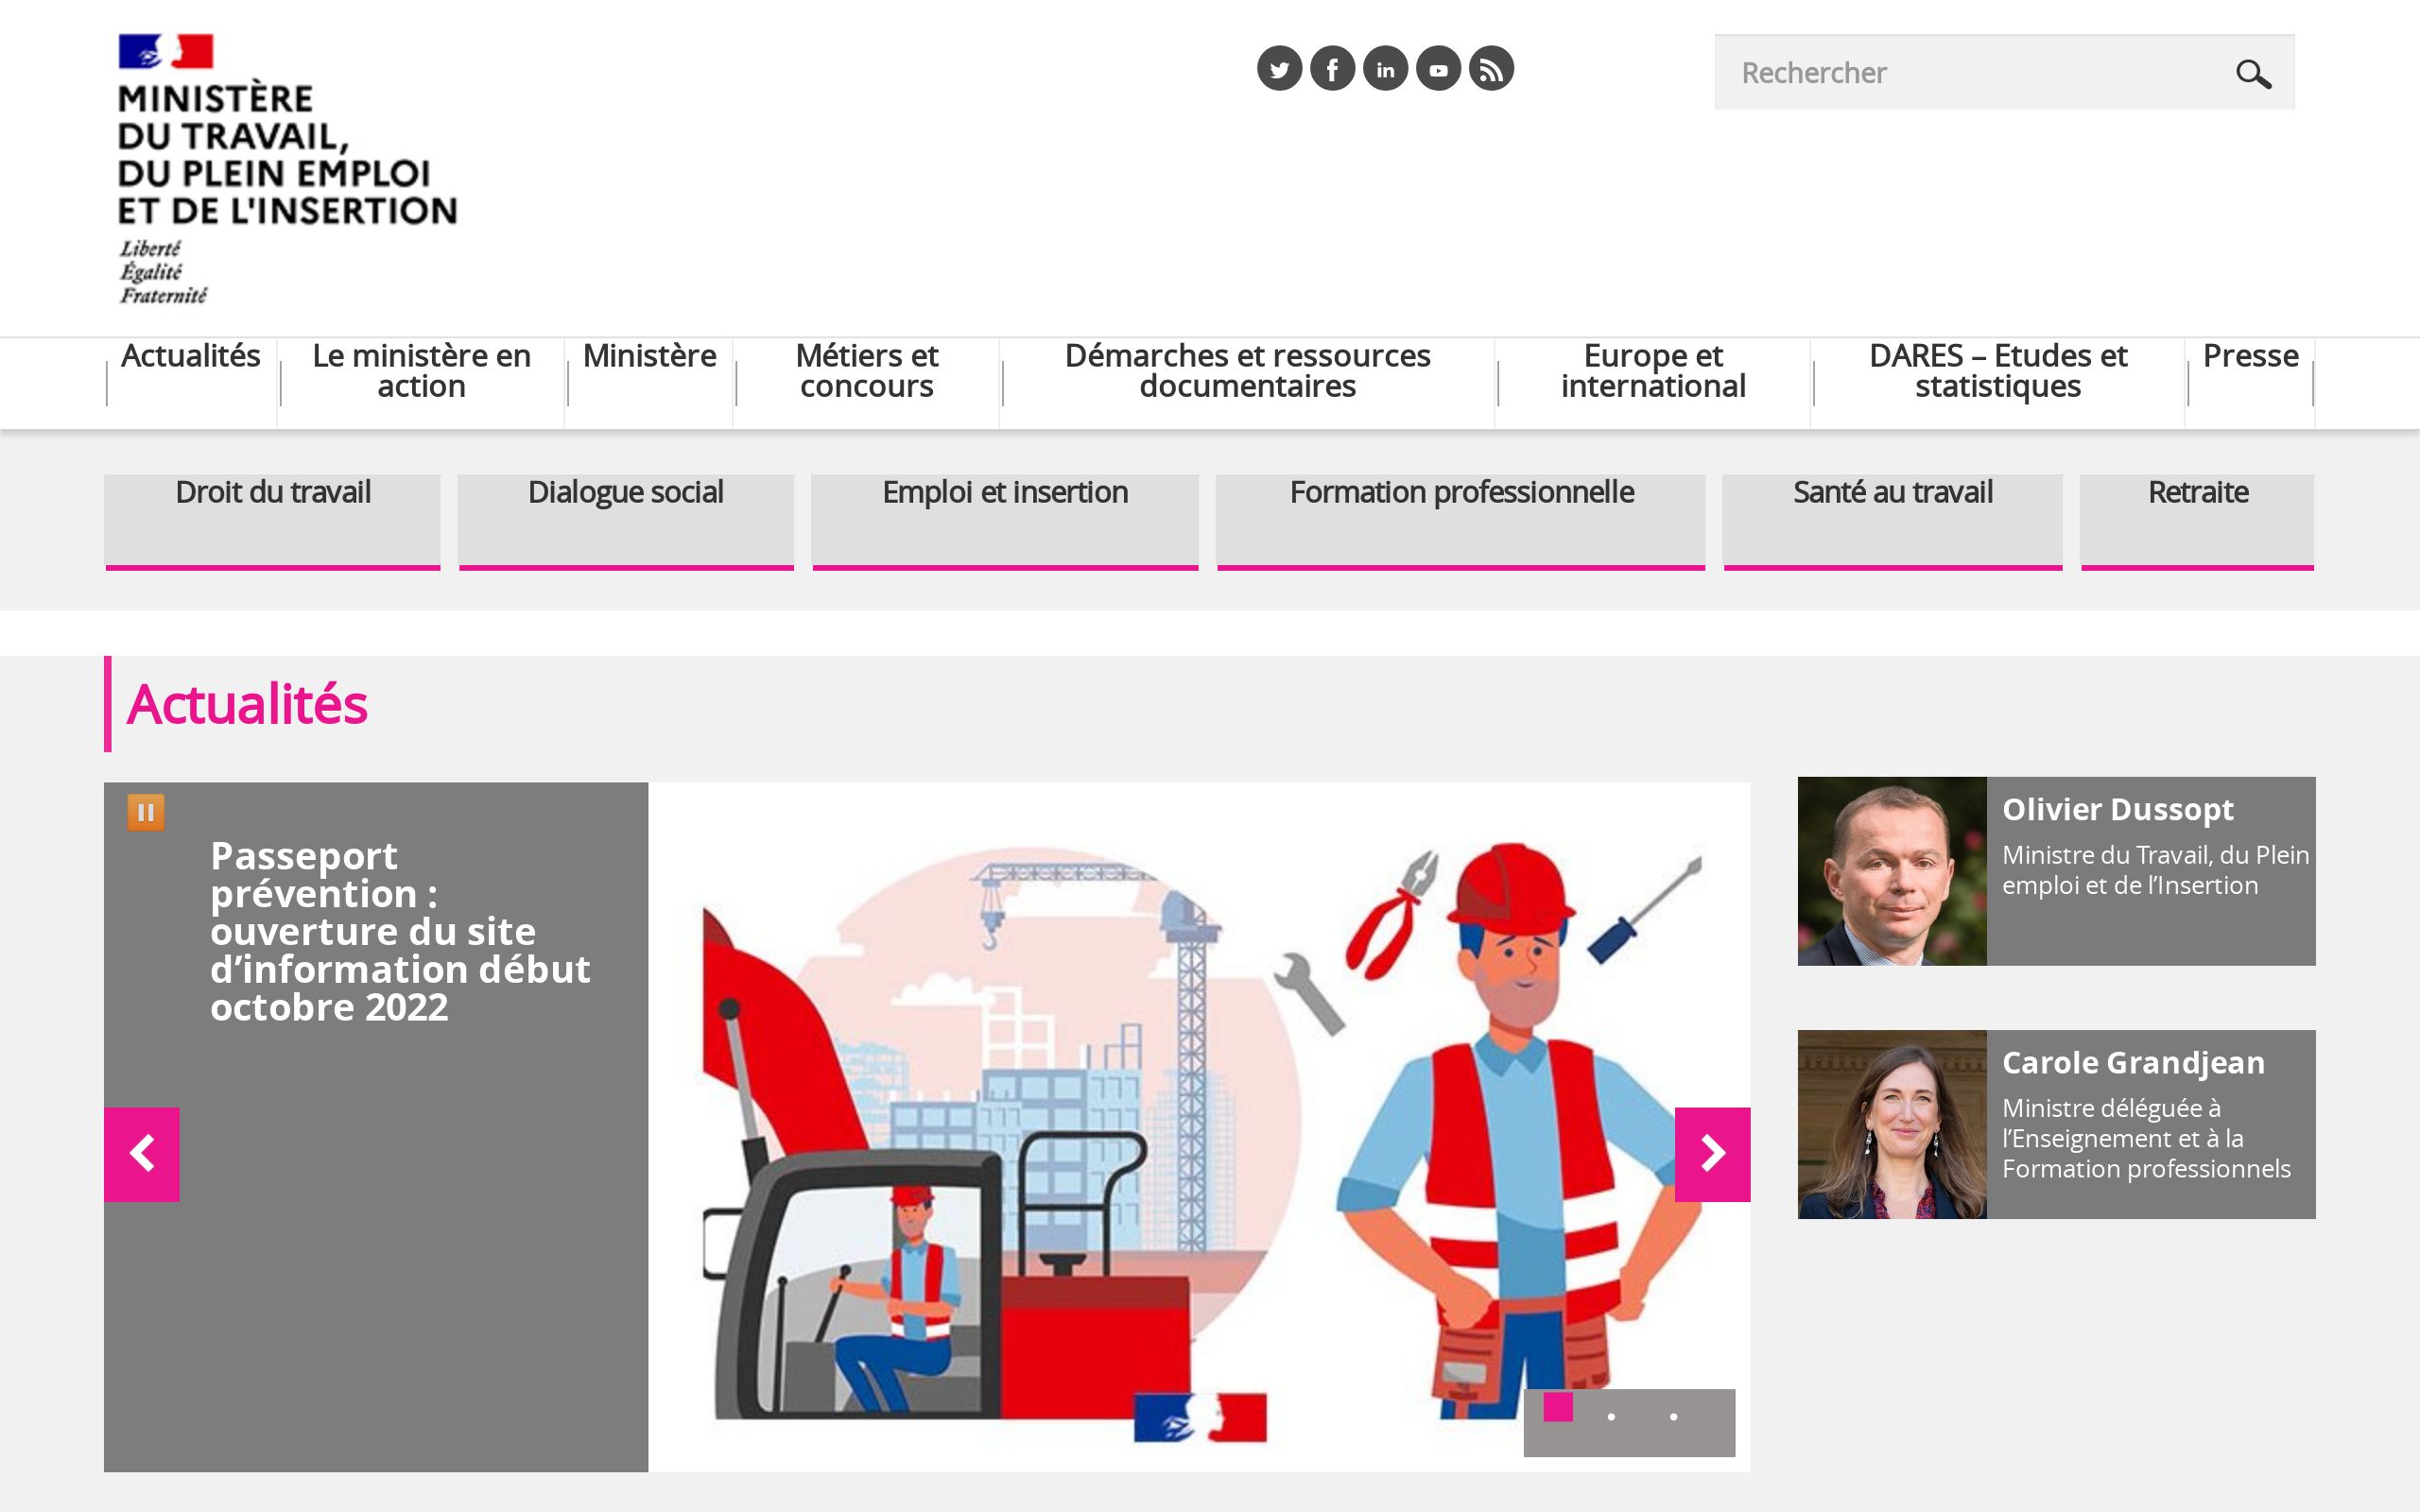 MINISTÈRE
DU TRAVAIL,
DU PLEIN EMPLOI
ET DE L'INSERTION
Liberté
Égalité
Fraternité
Rechercher
Actualités
Le ministère en
action
Ministère
Métiers et
concours
Démarches et ressources
documentaires
Europe et
international
DARES – Etudes et
statistiques
Presse
Droit du travail
Dialogue social
Emploi et insertion
Formation professionnelle
Santé au travail
Retraite
Actualités
Passeport
prévention :
ouverture du site
d’information début
octobre 2022
Olivier Dussopt
Ministre du Travail, du Plein
emploi et de l’Insertion
Carole Grandjean
Ministre déléguée à
l’Enseignement et à la
Formation professionnels